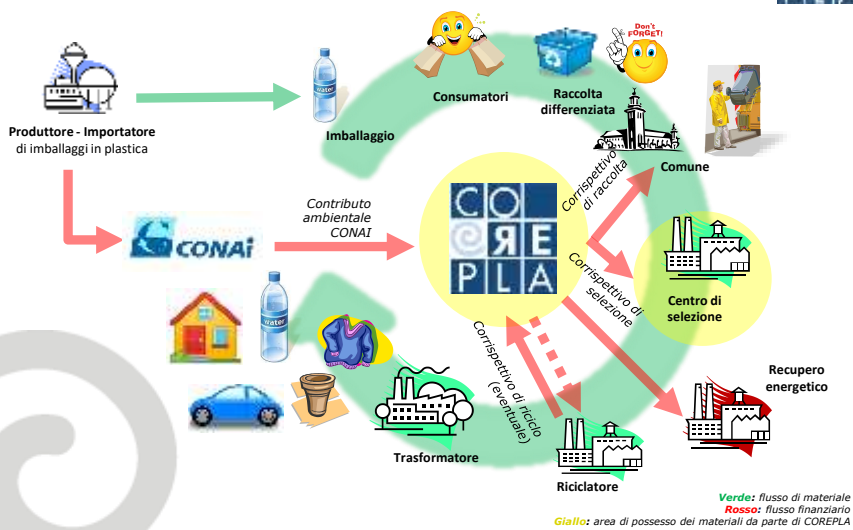 Don't
FORGET!
water
Consumatori
Raccolta
differenziata
Imballaggio
Produttore - Importatore
di imballaggi in plastica
Comune
Corrispettivo
di raccolta
Contributo
ambientale
CONAI
CONAI
CO
REPLA
Corrispettivo di
selezione
Centro di
selezione
water
Corrispettivo di riciclo
(eventuale)
Recupero
energetico
Trasformatore
Riciclatore
Verde: flusso di materiale
Rosso: flusso finanziario
Giallo: area di possesso dei materiali da parte di COREPLA